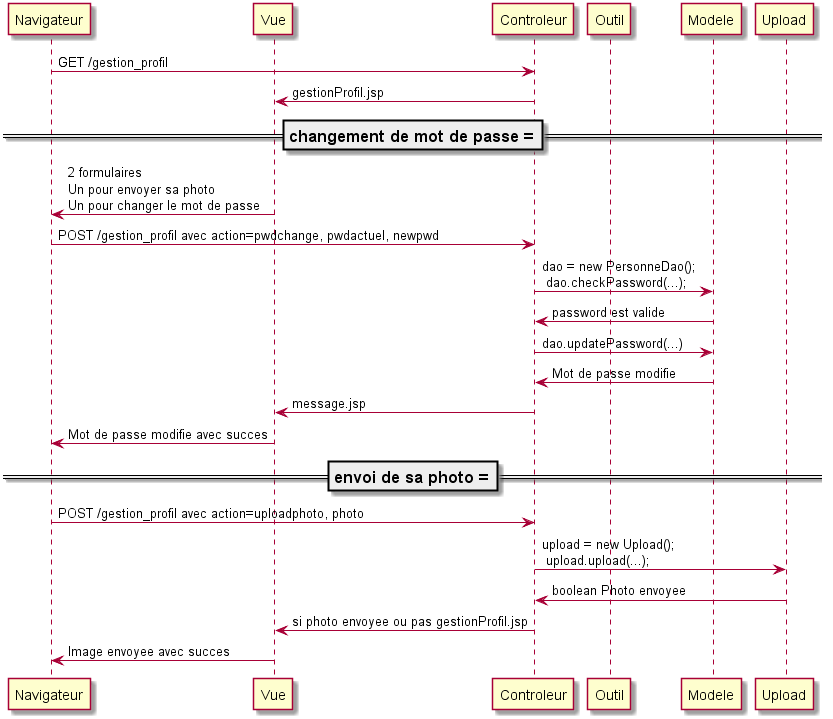 Navigateur
Vue
Controleur
Outil
Modele
Upload
GET /gestion_profil
gestionProfil.jsp
changement de mot de passe =
2 formulaires
Un pour envoyer sa photo
Un pour changer le mot de passe
POST /gestion_profil avec action=pwdchange, pwdactuel, newpwd
dao = new PersonneDao();
dao.checkPassword(...);
password est valide
dao.updatePassword(...)
Mot de passe modifie
message.jsp
Mot de passe modifie avec succes
envoi de sa photo =
POST /gestion_profil avec action=uploadphoto, photo
upload = new Upload();
upload.upload(...);
boolean Photo envoyee
si photo envoyee ou pas gestionProfil.jsp
Image envoyee avec succes
Navigateur
Vue
Controleur
Outil
Modele
Upload